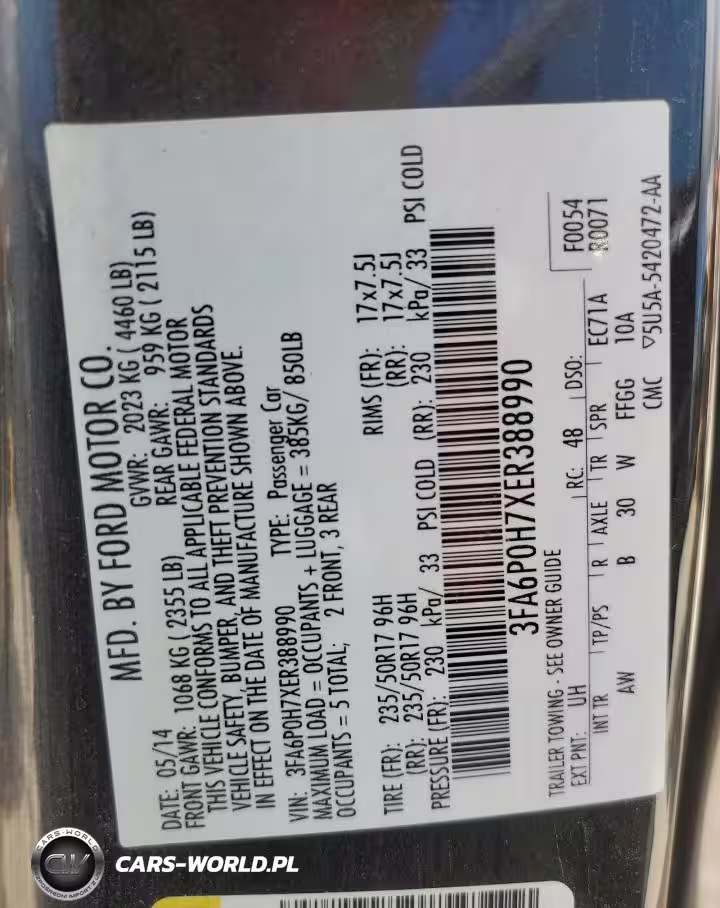 MFD. BY FORD MOTOR CO.
DATE: 05/14 GVWR: 2023 KG ( 4460 LB)
FRONT GAWR: 1068 KG ( 2355 LB) REAR GAWR: 959 KG ( 2115 LB)
THIS VEHICLE CONFORMS TO ALL APPLICABLE FEDERAL MOTOR
VEHICLE SAFETY, BUMPER, AND THEFT PREVENTION STANDARDS
IN EFFECT ON THE DATE OF MANUFACTURE SHOWN ABOVE.
VIN: 3FA6P0H7XER388990 TYPE: Passenger Car
MAXIMUM LOAD = OCCUPANTS + LUGGAGE = 385KG/ 850LB
OCCUPANTS = 5 TOTAL; 2 FRONT, 3 REAR
TIRE (FR): 235/50R17 96H RIMS (FR): 17x7.5J
(RR): 235/50R17 96H (RR): 17x7.5J
PRESSURE (FR): 230 kPa/ 33 PSI COLD (RR): 230 kPa/ 33 PSI COLD
3FA6P0H7XER388990
F0054
R0071
TRAILER TOWING - SEE OWNER GUIDE
EXT PNT: UH RC: 48 DSO:
INT TR TP/PS R AXLE TR SPR EC71A
AW B 30 W FFGG 10A
CMC ▽5U5A-5420472-AA
CARS-WORLD
CW
CARS-WORLD.PL